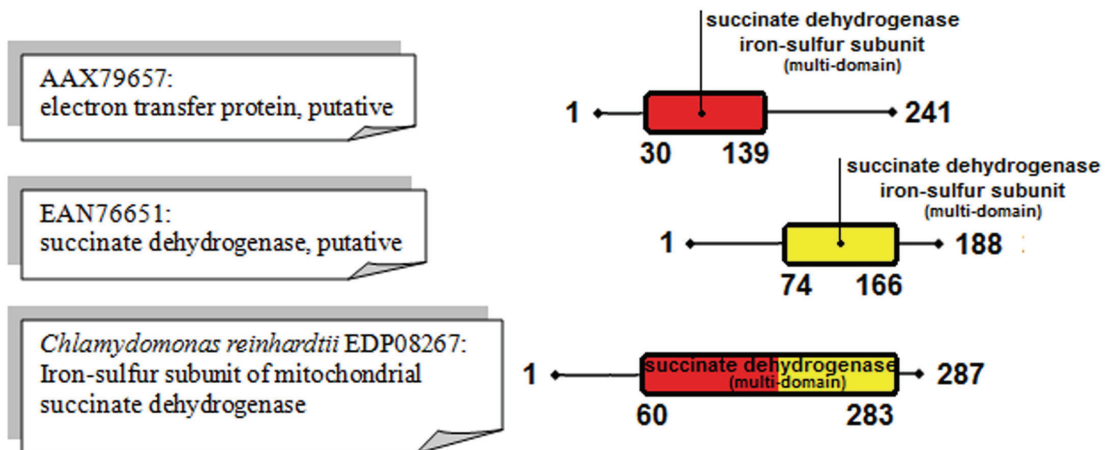 succinate dehydrogenase
iron-sulfur subunit
(multi-domain)
AAX79657:
electron transfer protein, putative
1
241
30
139
succinate dehydrogenase
iron-sulfur subunit
(multi-domain)
EAN76651:
succinate dehydrogenase, putative
1
188
74
166
Chlamydomonas reinhardtii EDP08267:
Iron-sulfur subunit of mitochondrial
succinate dehydrogenase
1
succinate dehydrogenase
(multi-domain)
287
60
283